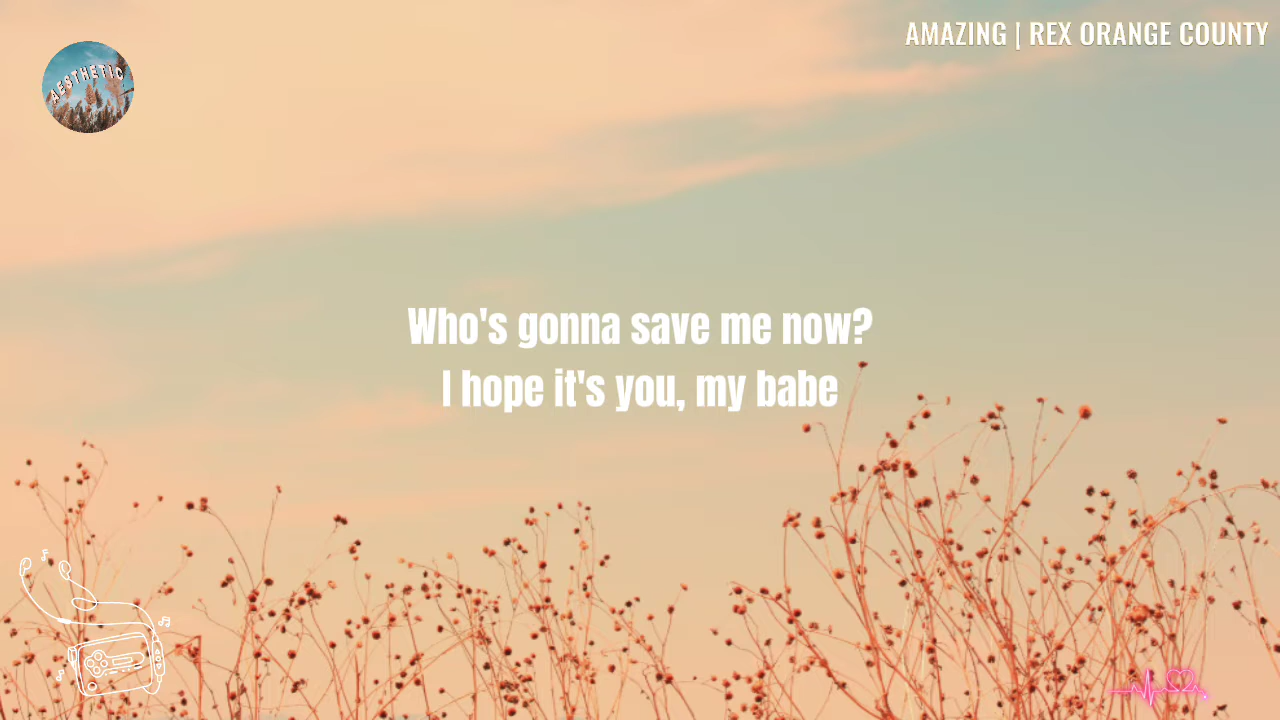 AESTHETIC
AMAZING | REX ORANGE COUNTY
Who's gonna save me now?
I hope it's you, my babe